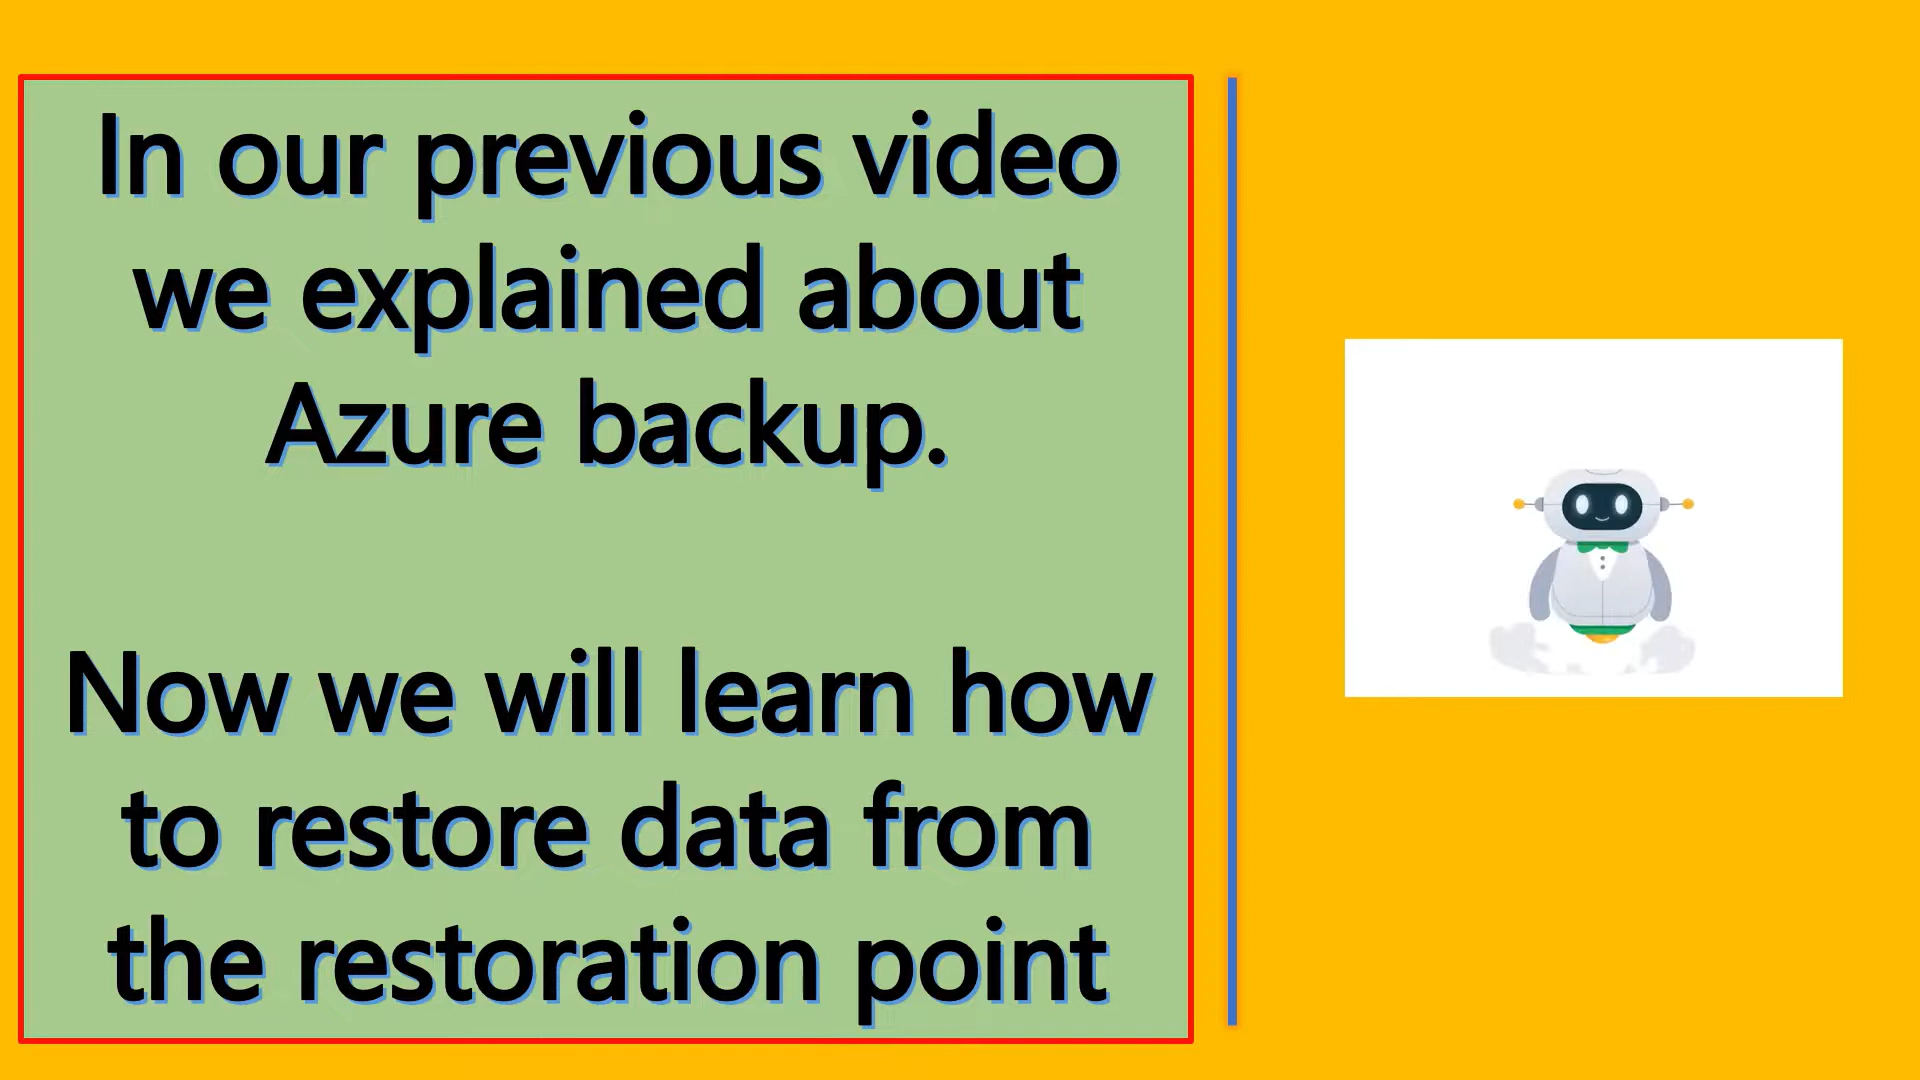 In our previous video
we explained about
Azure backup.
Now we will learn how
to restore data from
the restoration point